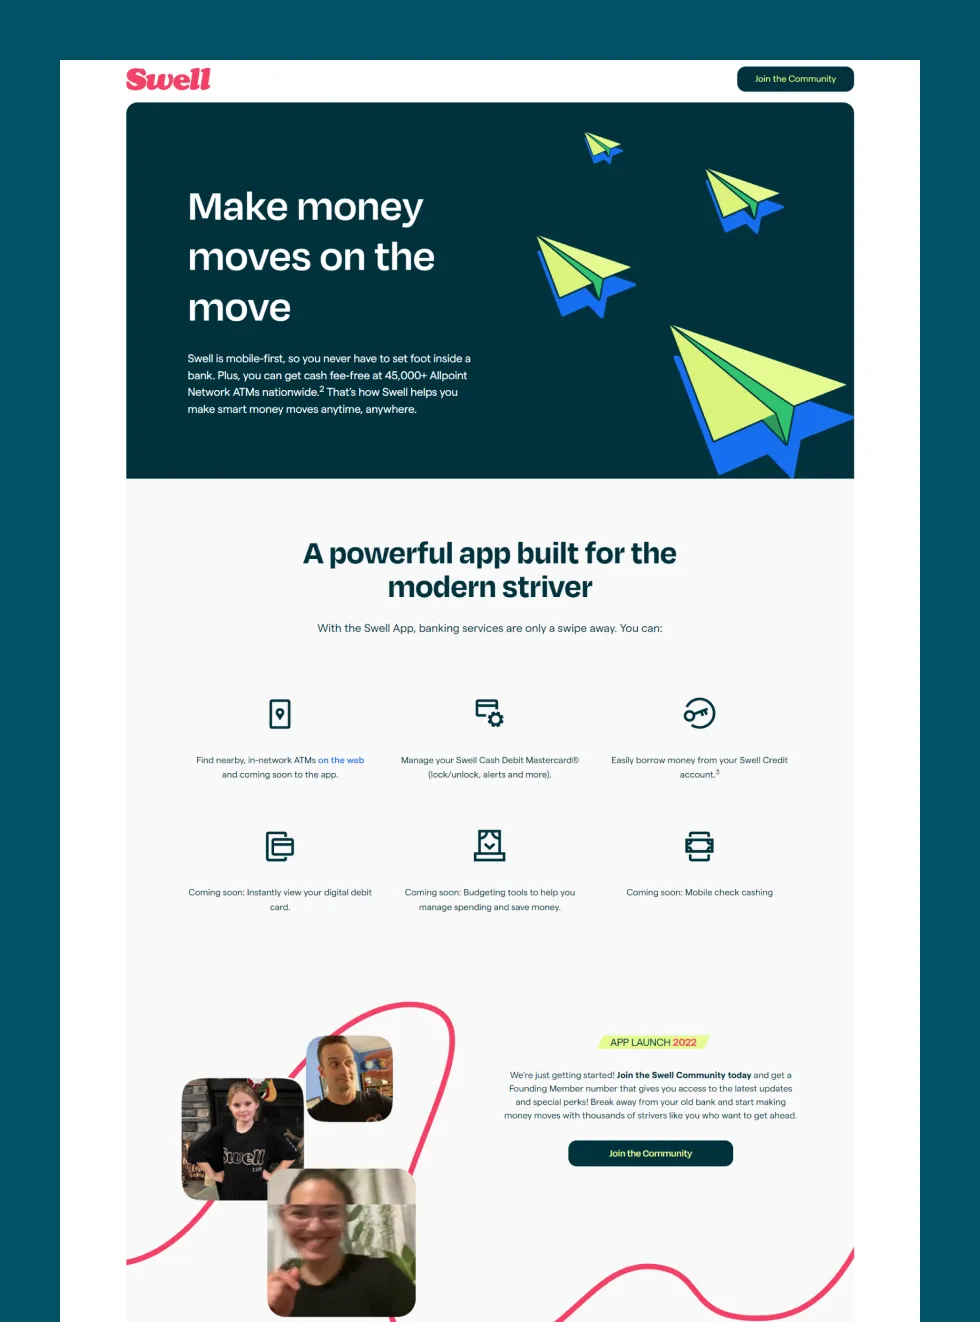 Swell
Join the Community
Make money
moves on the
move
Swell is mobile-first, so you never have to set foot inside a
bank. Plus, you can get cash fee-free at 45,000+ Allpoint
Network ATMs nationwide.2 That's how Swell helps you
make smart money moves anytime, anywhere.
A powerful app built for the
modern striver
With the Swell App, banking services are only a swipe away. You can:
Find nearby, in-network ATMs on the web
and coming soon to the app.
Manage your Swell Cash Debit Mastercard®
(lock/unlock, alerts and more).
Easily borrow money from your Swell Credit
account.3
Coming soon: Instantly view your digital debit
card.
Coming soon: Budgeting tools to help you
manage spending and save money.
Coming soon: Mobile check cashing
APP LAUNCH 2022
We're just getting started! Join the Swell Community today and get a
Founding Member number that gives you access to the latest updates
and special perks! Break away from your old bank and start making
money moves with thousands of strivers like you who want to get ahead.
Join the Community
Swell